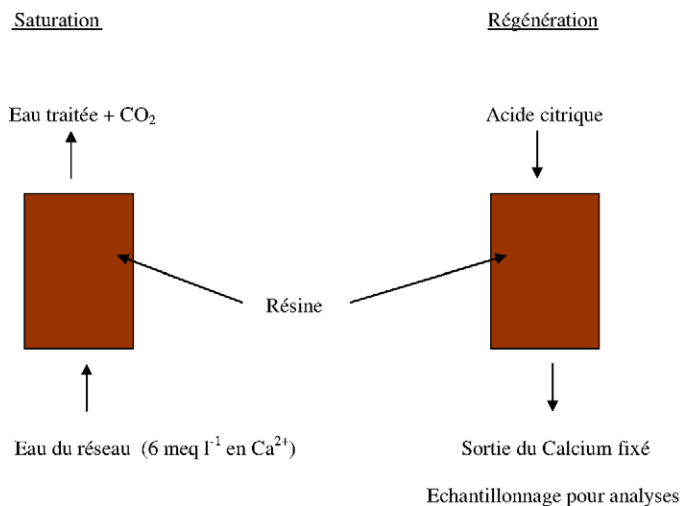 Saturation
Régénération
Eau traitée + CO₂
Acide citrique
Résine
Eau du réseau (6 meq l⁻¹ en Ca²⁺)
Sortie du Calcium fixé
Echantillonnage pour analyses